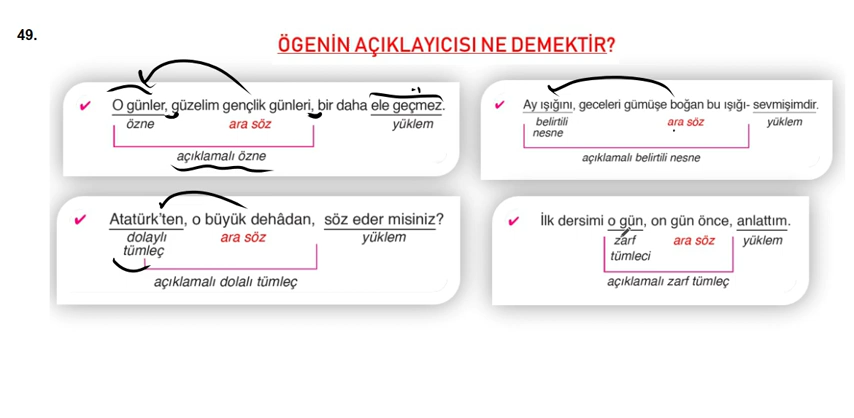 49.
ÖGENİN AÇIKLAYICISI NE DEMEKTİR?
✔ O günler, güzelim gençlik günleri, bir daha ele geçmez.
özne ara söz yüklem
açıklamalı özne
✔ Ay ışığını, geceleri gümüşe boğan bu ışığı- sevmişimdir.
belirtili ara söz yüklem
nesne
açıklamalı belirtili nesne
✔ Atatürk'ten, o büyük dehâdan, söz eder misiniz?
dolaylı ara söz yüklem
tümleç
açıklamalı dolalı tümleç
✔ İlk dersimi o gün, on gün önce, anlattım.
zarf ara söz yüklem
tümleci
açıklamalı zarf tümleç